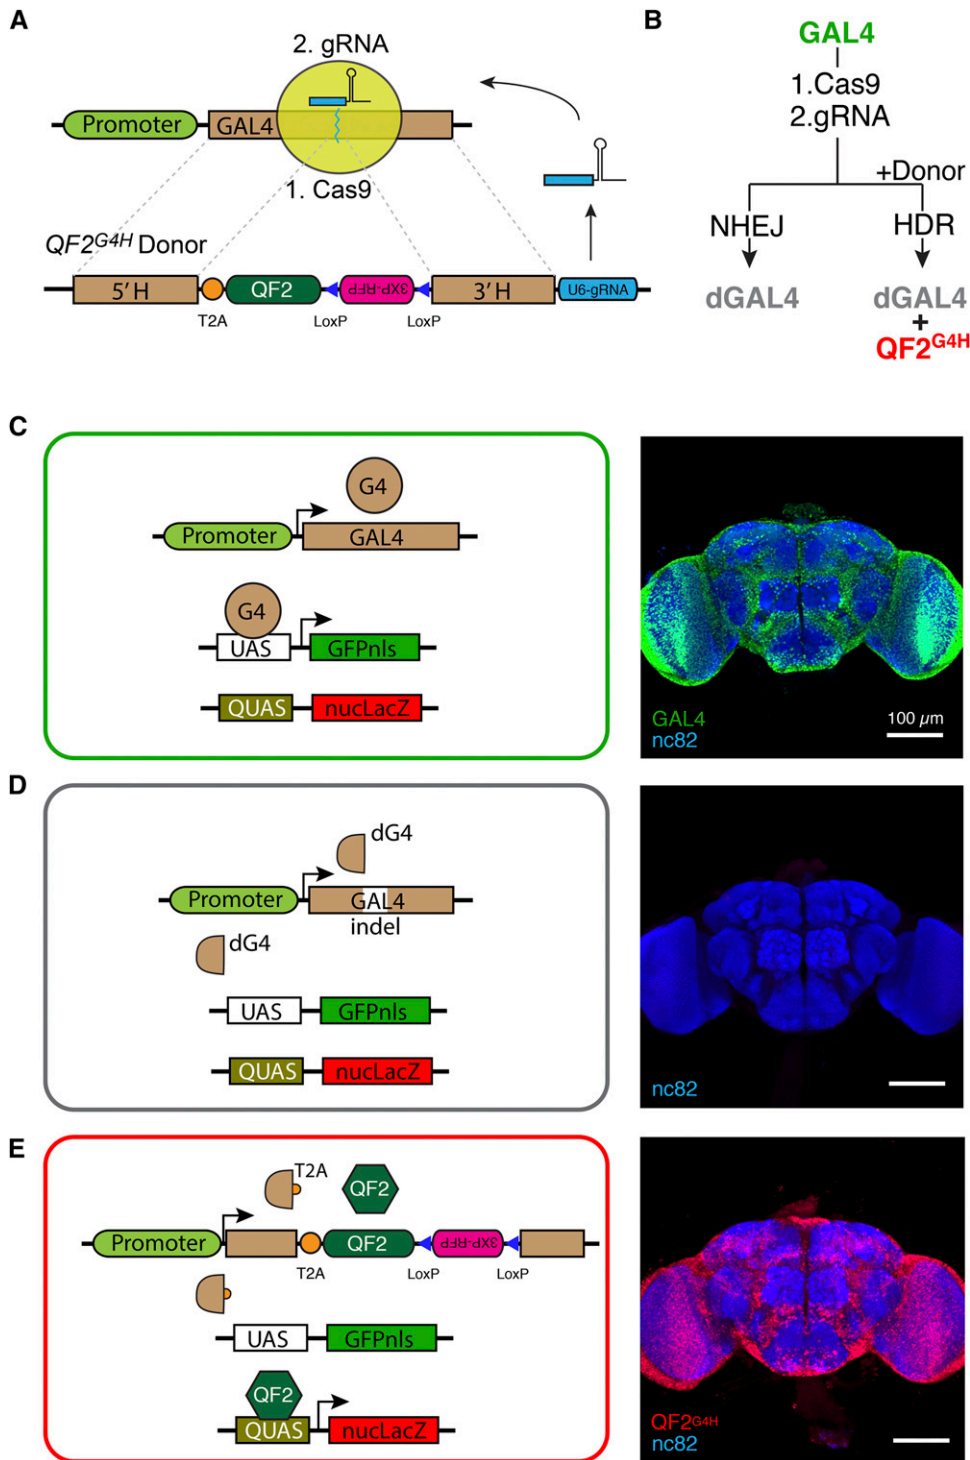 A
2. gRNA
Promoter
GAL4
1. Cas9
QF2G4H Donor
5' H
QF2
3XP-RFP
3' H
U6-gRNA
T2A
LoxP
LoxP
B
GAL4
1.Cas9
2.gRNA
+Donor
NHEJ
HDR
dGAL4
dGAL4
+
QF2G4H
C
G4
Promoter
GAL4
G4
UAS
GFPnls
QUAS
nucLacZ
GAL4
nc82
100 µm
D
dG4
Promoter
GAL4
indel
dG4
UAS
GFPnls
QUAS
nucLacZ
nc82
E
T2A
QF2
Promoter
QF2
3XP-RFP
T2A
LoxP
LoxP
UAS
GFPnls
QF2
QUAS
nucLacZ
QF2G4H
nc82